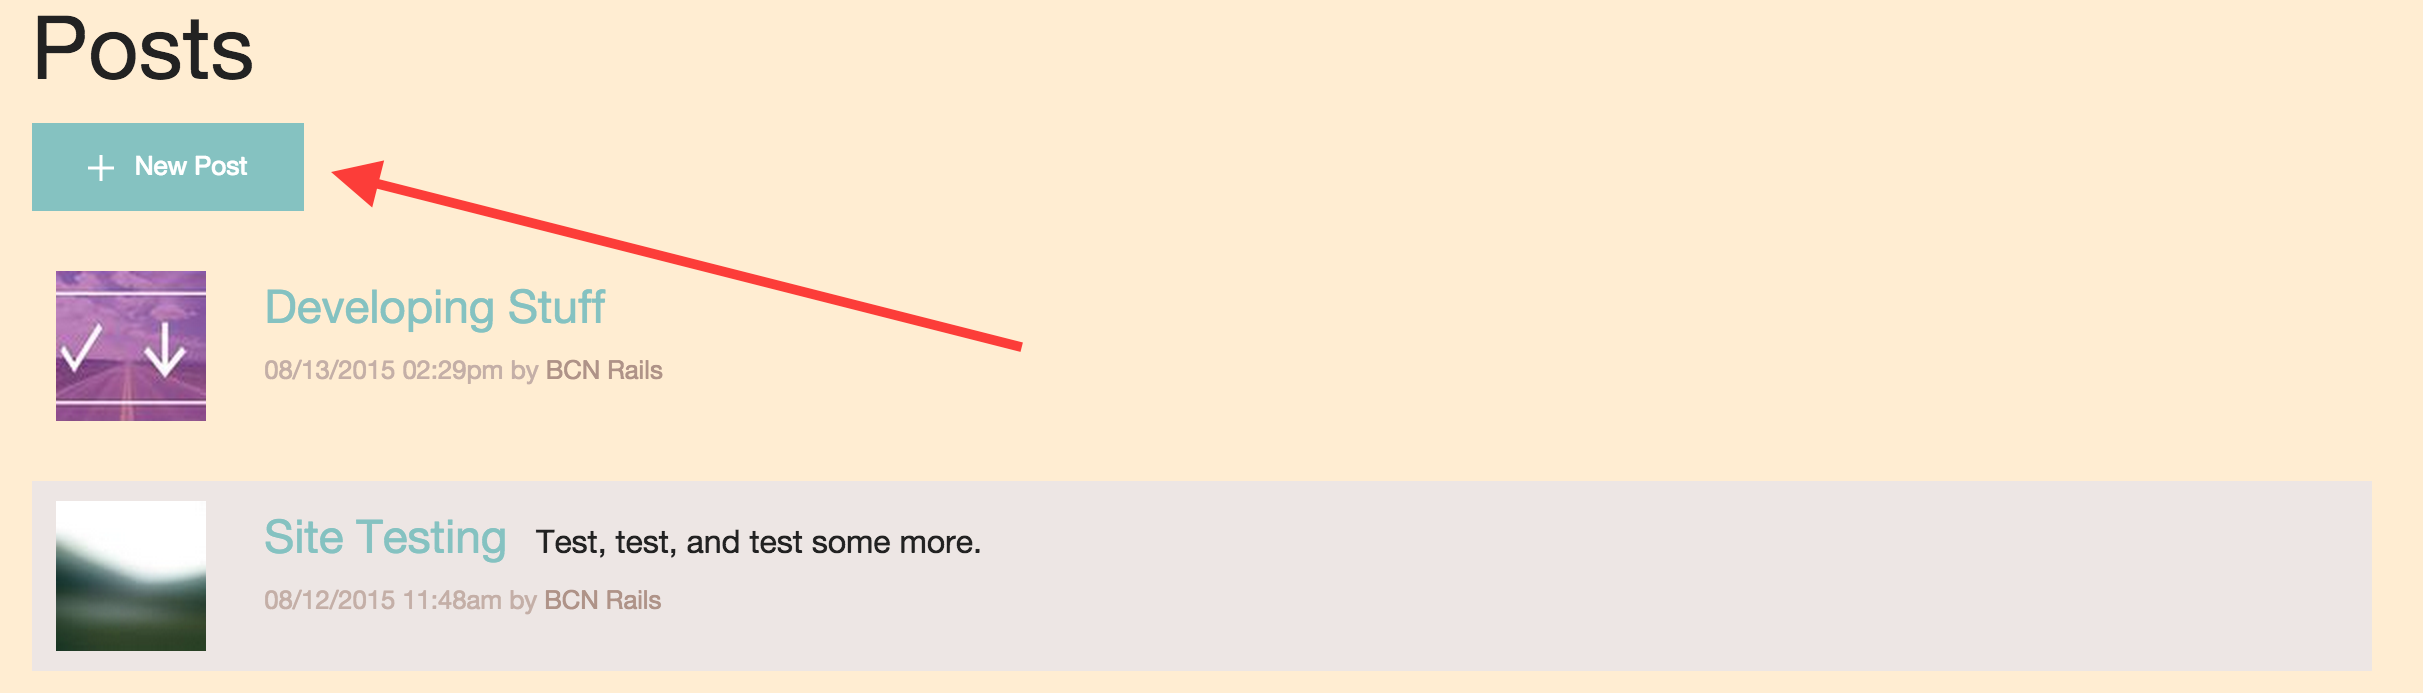 Posts
New Post
Developing Stuff
08/13/2015 02:29pm by BCN Rails
Site Testing Test, test, and test some more.
08/12/2015 11:48am by BCN Rails